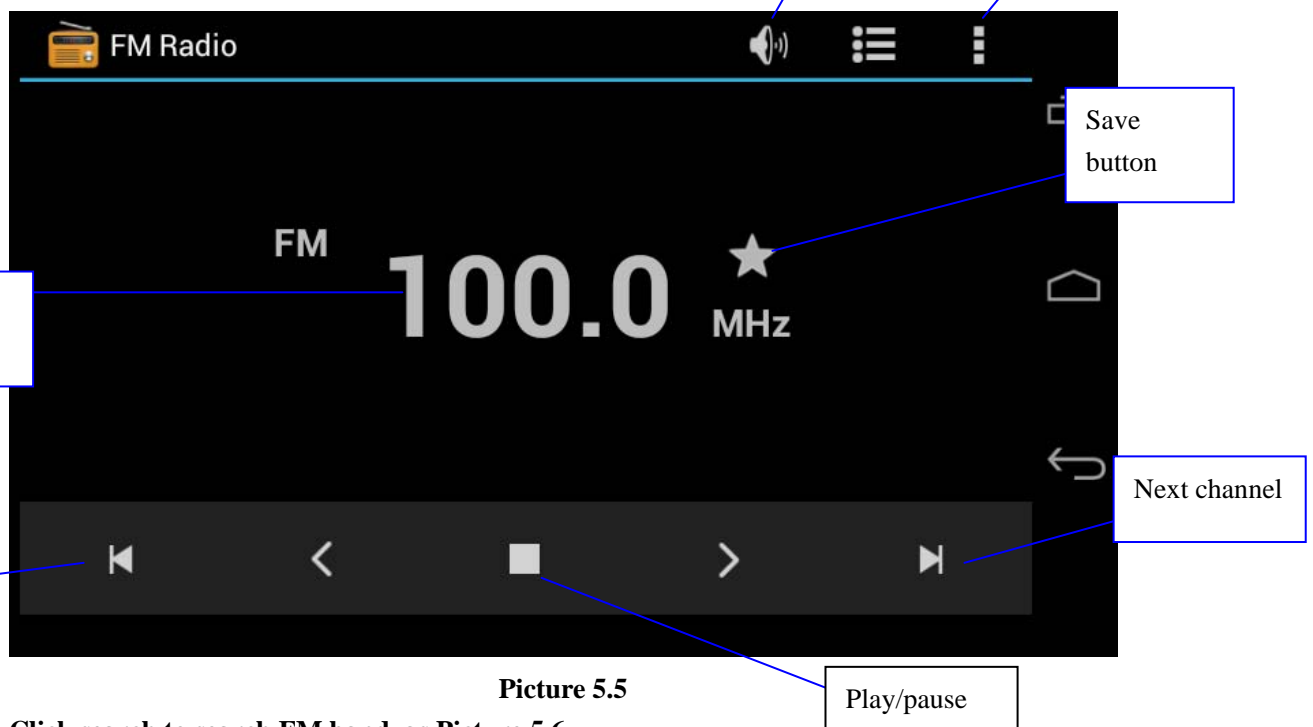 FM Radio
Save
button
FM
100.0
MHz
Next channel
Picture 5.5
Play/pause